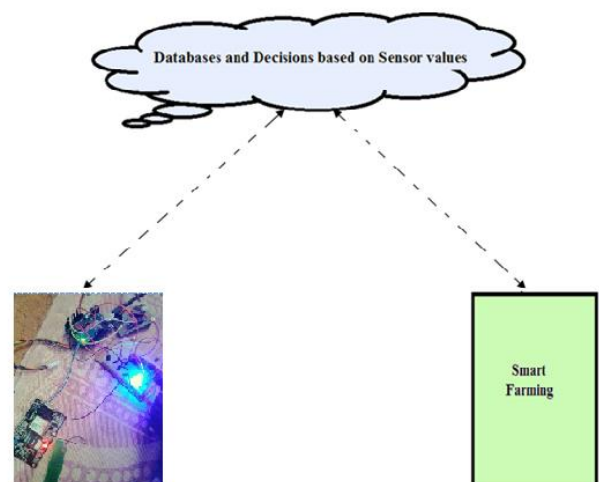 Databases and Decisions based on Sensor values
Smart
Farming